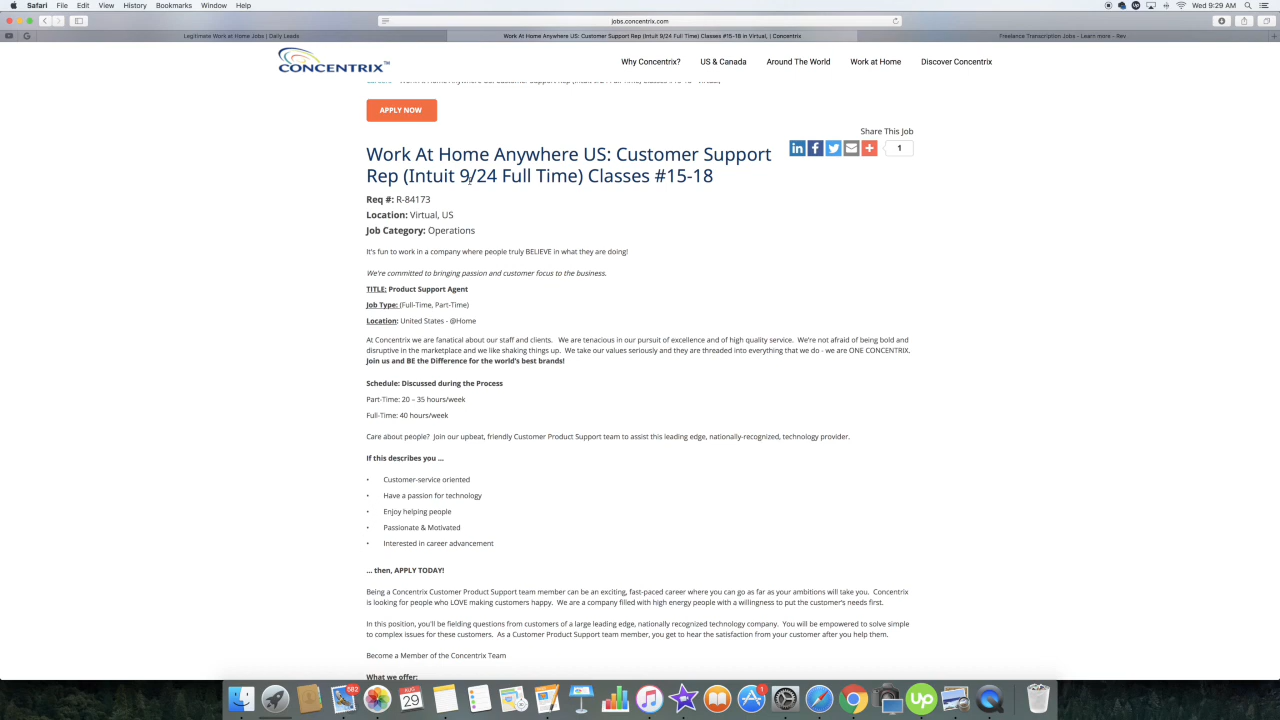 Safari File Edit View History Bookmarks Window Help
Wed 9:29 AM
jobs.concentrix.com
Legitimate Work at Home Jobs | Daily Leads
Work At Home Anywhere US: Customer Support Rep (Intuit 9/24 Full Time) Classes #15-18 in Virtual, | Concentrix
Freelance Transcription Jobs - Learn more - Rev
CONCENTRIX™
Why Concentrix? US & Canada Around The World Work at Home Discover Concentrix
APPLY NOW
Share This Job
1
Work At Home Anywhere US: Customer Support
Rep (Intuit 9/24 Full Time) Classes #15-18
Req #: R-84173
Location: Virtual, US
Job Category: Operations
It's fun to work in a company where people truly BELIEVE in what they are doing!
We're committed to bringing passion and customer focus to the business.
TITLE: Product Support Agent
Job Type: (Full-Time, Part-Time)
Location: United States - @Home
At Concentrix we are fanatical about our staff and clients. We are tenacious in our pursuit of excellence and of high quality service. We're not afraid of being bold and
disruptive in the marketplace and we like shaking things up. We take our values seriously and they are threaded into everything that we do - we are ONE CONCENTRIX.
Join us and BE the Difference for the world's best brands!
Schedule: Discussed during the Process
Part-Time: 20 – 35 hours/week
Full-Time: 40 hours/week
Care about people? Join our upbeat, friendly Customer Product Support team to assist this leading edge, nationally-recognized, technology provider.
If this describes you ...
• Customer-service oriented
• Have a passion for technology
• Enjoy helping people
• Passionate & Motivated
• Interested in career advancement
... then, APPLY TODAY!
Being a Concentrix Customer Product Support team member can be an exciting, fast-paced career where you can go as far as your ambitions will take you. Concentrix
is looking for people who LOVE making customers happy. We are a company filled with high energy people with a willingness to put the customer's needs first.
In this position, you'll be fielding questions from customers of a large leading edge, nationally recognized technology company. You will be empowered to solve simple
to complex issues for these customers. As a Customer Product Support team member, you get to hear the satisfaction from your customer after you help them.
Become a Member of the Concentrix Team
What we offer:
582
AUG
29
1
up